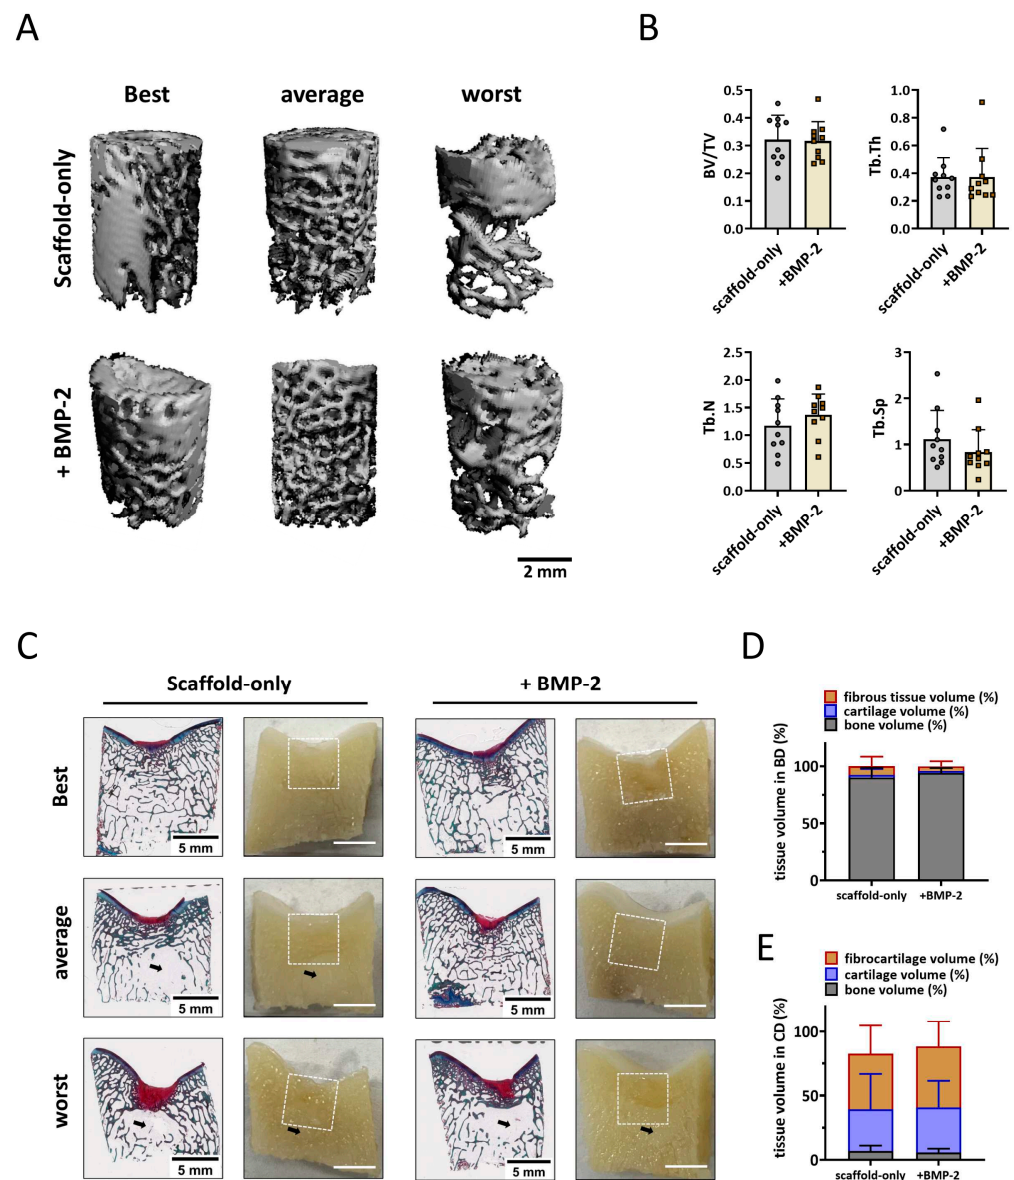 A
Best
average
worst
Scaffold-only
+ BMP-2
2 mm
B
BV/TV
0.5
0.4
0.3
0.2
0.1
0.0
scaffold-only
+BMP-2
Tb.Th
1.0
0.8
0.6
0.4
0.2
0.0
scaffold-only
+BMP-2
Tb.N
2.5
2.0
1.5
1.0
0.5
0.0
scaffold-only
+BMP-2
Tb.Sp
3
2
1
0
scaffold-only
+BMP-2
C
Scaffold-only
+ BMP-2
Best
5 mm
5 mm
average
5 mm
5 mm
worst
5 mm
5 mm
D
fibrous tissue volume (%)
cartilage volume (%)
bone volume (%)
tissue volume in BD (%)
100
50
0
scaffold-only
+BMP-2
E
fibrocartilage volume (%)
cartilage volume (%)
bone volume (%)
tissue volume in CD (%)
100
50
0
scaffold-only
+BMP-2